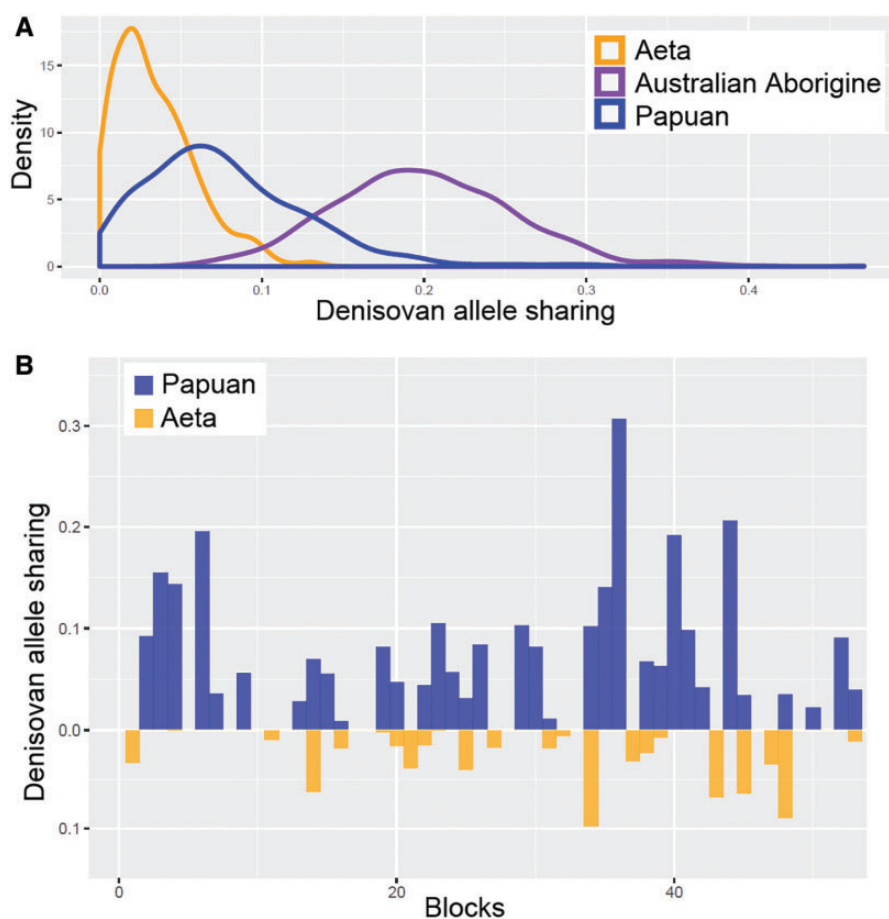 A
Density
15
10
5
0
Aeta
Australian Aborigine
Papuan
0.0 0.1 0.2 0.3 0.4
Denisovan allele sharing
B
Denisovan allele sharing
Papuan
Aeta
0.3
0.2
0.1
0.0
0.1
0 20 40
Blocks